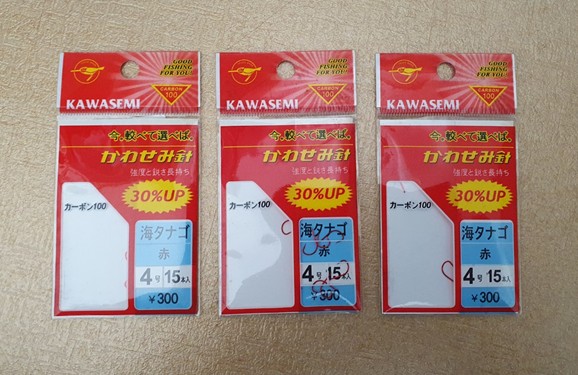 GOOD
FISHING
FOR YOU!
CARBON
100
KAWASEMI
今,較べて選べば,
かわせみ針
強度と鋭さ長持ち
30%UP
カーボン100
海タナゴ
赤
4号 15本入
¥300
GOOD
FISHING
FOR YOU!
CARBON
100
KAWASEMI
今,較べて選べば,
かわせみ針
強度と鋭さ長持ち
30%UP
カーボン100
海タナゴ
赤
4号 15本入
¥300
GOOD
FISHING
FOR YOU!
CARBON
100
KAWASEMI
今,較べて選べば,
かわせみ針
強度と鋭さ長持ち
30%UP
カーボン100
海タナゴ
赤
4号 15本入
¥300